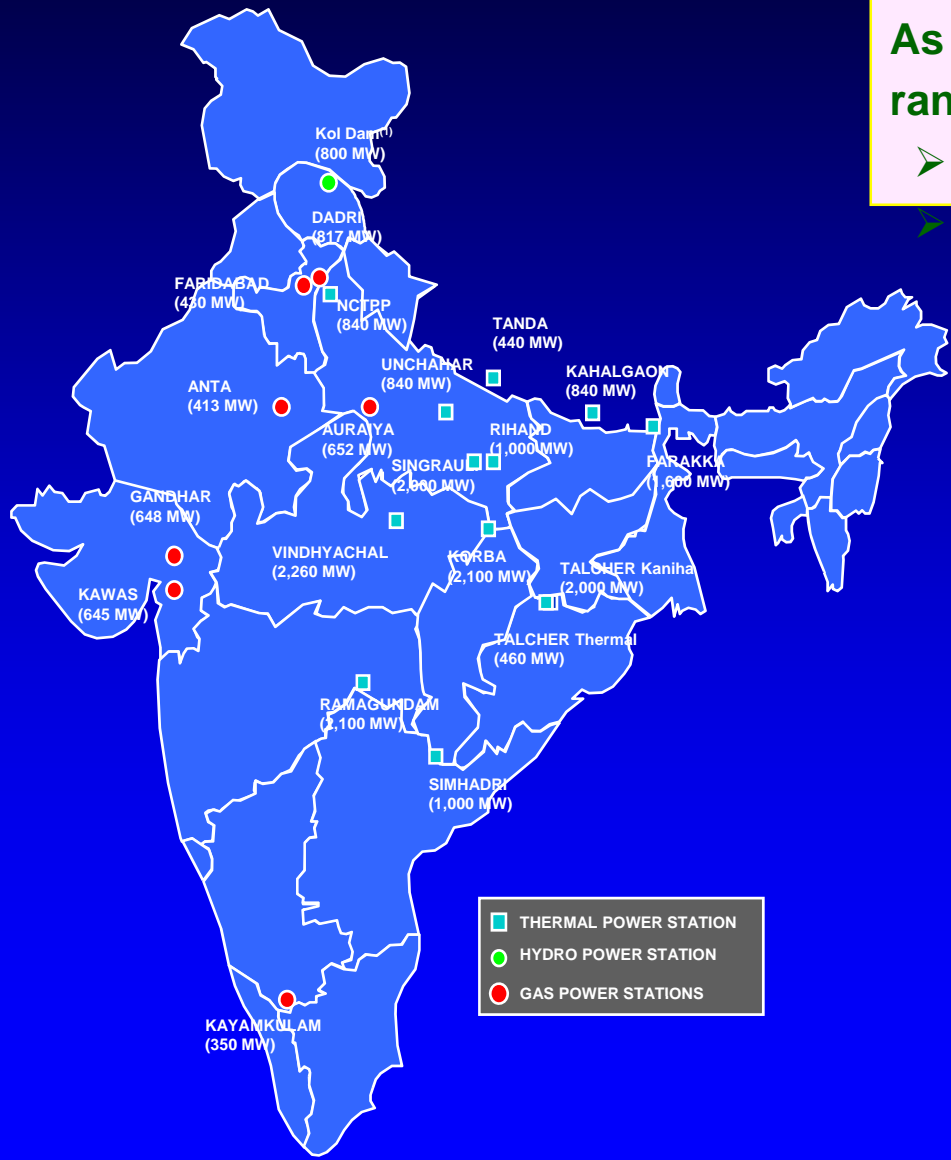 As
ran
➢
➢
Kol Dam(1)
(800 MW)
DADRI
(817 MW)
FARIDABAD
(430 MW)
NCTPP
(840 MW)
TANDA
(440 MW)
UNCHAHAR
(840 MW)
KAHALGAON
(840 MW)
ANTA
(413 MW)
AURAIYA
(652 MW)
RIHAND
(1,000 MW)
SINGRAULI
(2,000 MW)
FARAKKA
(1,600 MW)
GANDHAR
(648 MW)
VINDHYACHAL
(2,260 MW)
KORBA
(2,100 MW)
TALCHER Kaniha
(2,000 MW)
KAWAS
(645 MW)
TALCHER Thermal
(460 MW)
RAMAGUNDAM
(2,100 MW)
SIMHADRI
(1,000 MW)
THERMAL POWER STATION
HYDRO POWER STATION
GAS POWER STATIONS
KAYAMKULAM
(350 MW)